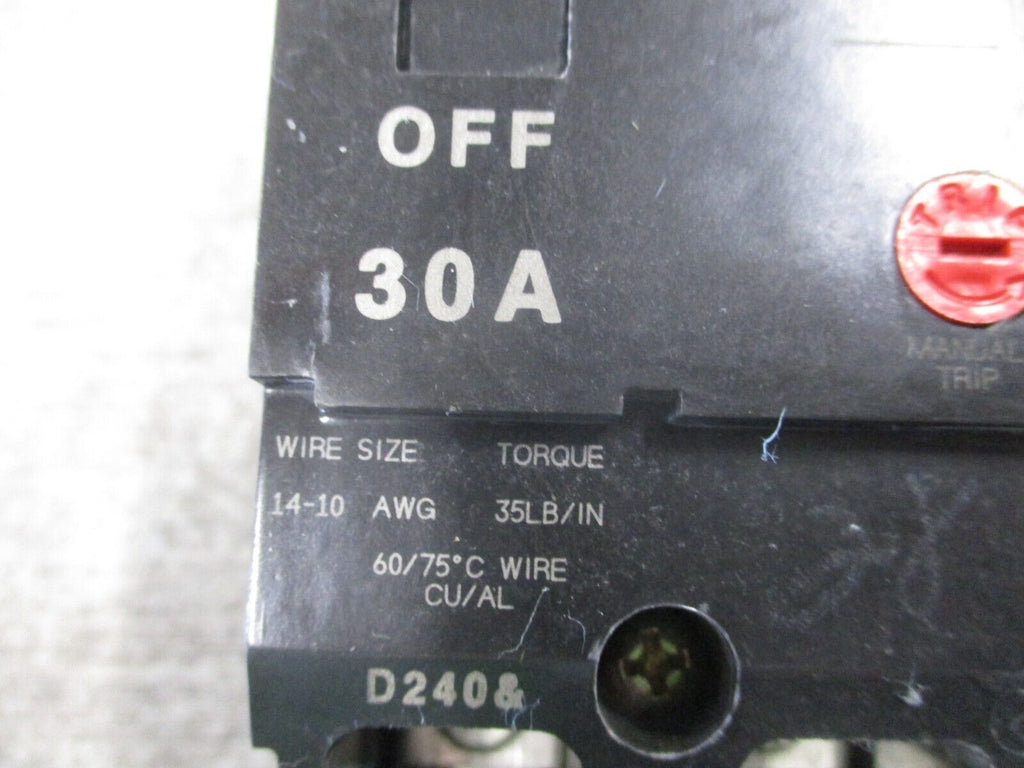 OFF
30A
MANUAL
TRIP
WIRE SIZE TORQUE
14-10 AWG 35LB/IN
60/75°C WIRE
CU/AL
D240&